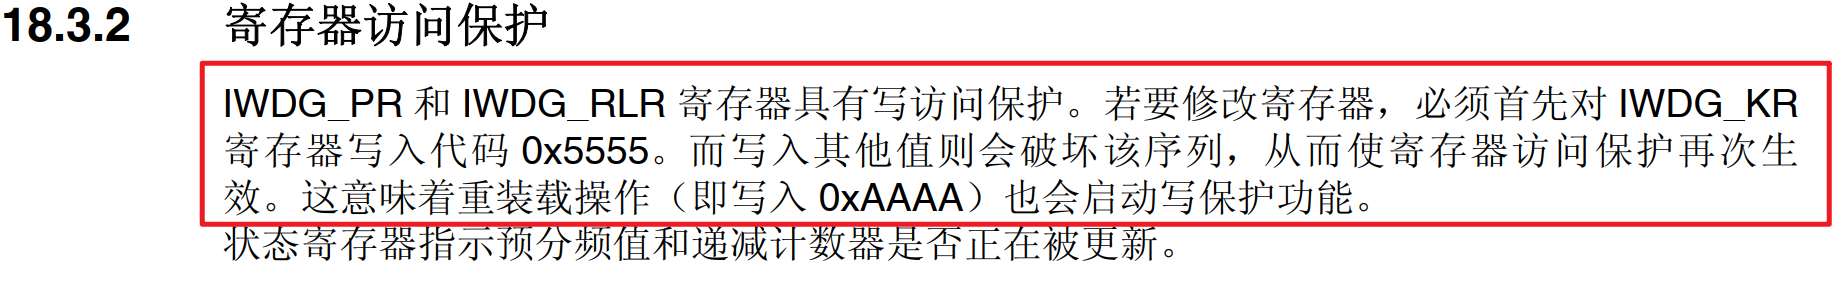 18.3.2 寄存器访问保护
IWDG_PR 和 IWDG_RLR 寄存器具有写访问保护。若要修改寄存器，必须首先对 IWDG_KR
寄存器写入代码 0x5555。而写入其他值则会破坏该序列，从而使寄存器访问保护再次生
效。这意味着重装载操作（即写入 0xAAAA）也会启动写保护功能。
状态寄存器指示预分频值和递减计数器是否正在被更新。